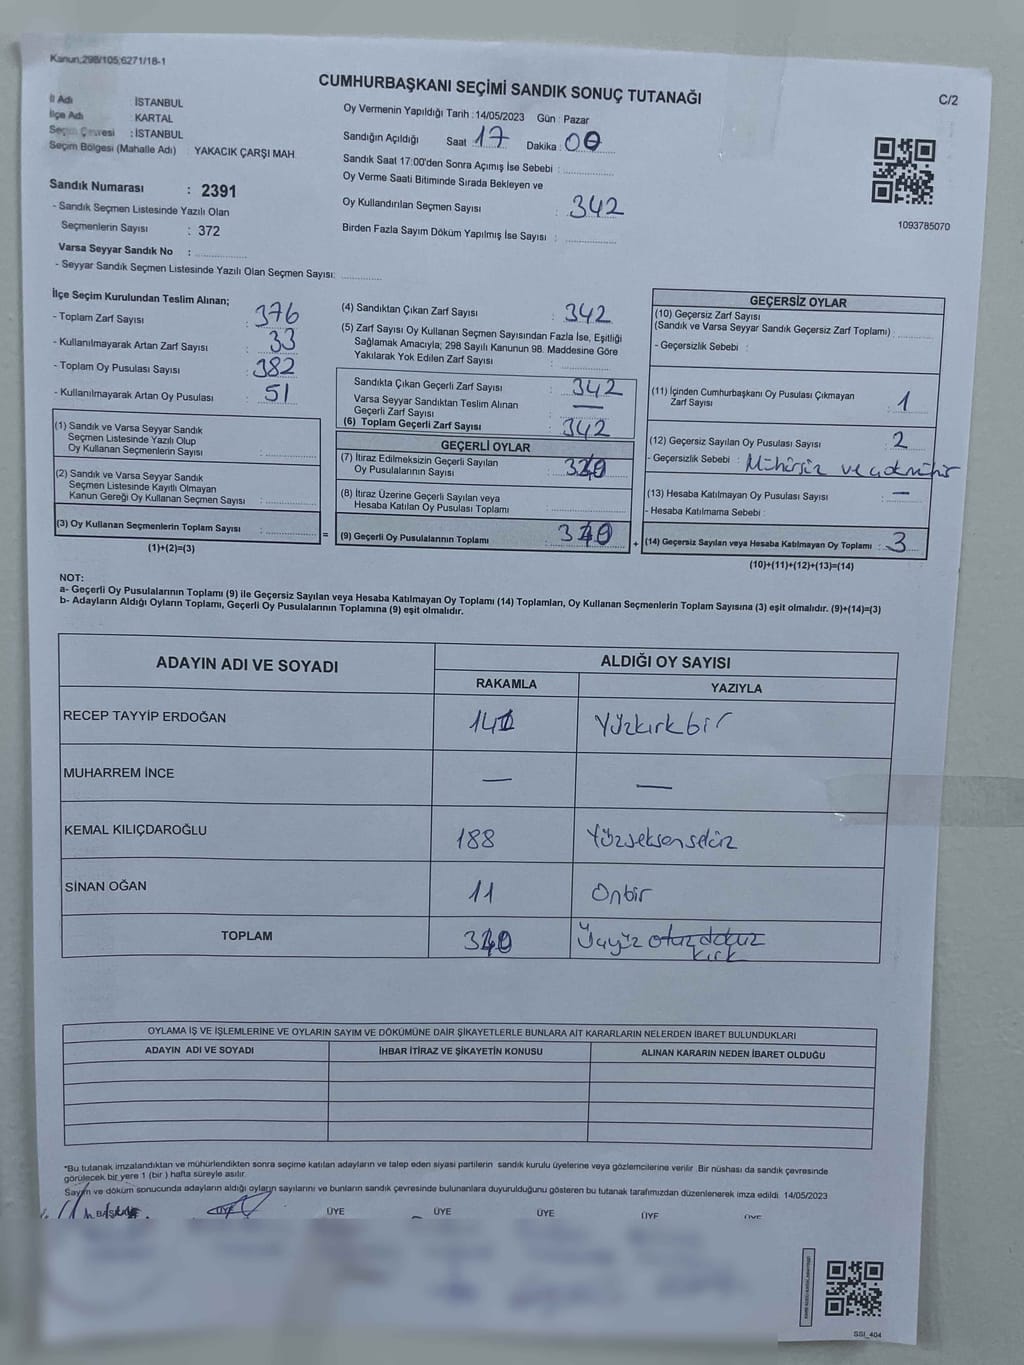 Kanun,298/105,6271/18-1
CUMHURBAŞKANI SEÇİMİ SANDIK SONUÇ TUTANAĞI
C/2
İl Adı : İSTANBUL
İlçe Adı : KARTAL
Seçim Çevresi : İSTANBUL
Seçim Bölgesi (Mahalle Adı) : YAKACIK ÇARŞI MAH.
Sandık Numarası : 2391
- Sandık Seçmen Listesinde Yazılı Olan
Seçmenlerin Sayısı : 372
Varsa Seyyar Sandık No :
- Seyyar Sandık Seçmen Listesinde Yazılı Olan Seçmen Sayısı:
Oy Vermenin Yapıldığı Tarih : 14/05/2023 Gün : Pazar
Sandığın Açıldığı Saat : 17 Dakika : 00
Sandık Saat 17:00'den Sonra Açımış İse Sebebi :
Oy Verme Saati Bitiminde Sırada Bekleyen ve
Oy Kullandırılan Seçmen Sayısı : 342
Birden Fazla Sayım Döküm Yapılmış İse Sayısı :
1093785070
İlçe Seçim Kurulundan Teslim Alınan;
- Toplam Zarf Sayısı : 376
- Kullanılmayarak Artan Zarf Sayısı : 33
- Toplam Oy Pusulası Sayısı : 382
- Kullanılmayarak Artan Oy Pusulası : 51
(1) Sandık ve Varsa Seyyar Sandık
Seçmen Listesinde Yazılı Olup
Oy Kullanan Seçmenlerin Sayısı :
(2) Sandık ve Varsa Seyyar Sandık
Seçmen Listesinde Kayıtlı Olmayan
Kanun Gereği Oy Kullanan Seçmen Sayısı :
(3) Oy Kullanan Seçmenlerin Toplam Sayısı :
(1)+(2)=(3)
=
(4) Sandıktan Çıkan Zarf Sayısı : 342
(5) Zarf Sayısı Oy Kullanan Seçmen Sayısından Fazla İse, Eşitliği
Sağlamak Amacıyla; 298 Sayılı Kanunun 98. Maddesine Göre
Yakılarak Yok Edilen Zarf Sayısı :
Sandıkta Çıkan Geçerli Zarf Sayısı : 342
Varsa Seyyar Sandıktan Teslim Alınan
Geçerli Zarf Sayısı : —
(6) Toplam Geçerli Zarf Sayısı : 342
GEÇERLİ OYLAR
(7) İtiraz Edilmeksizin Geçerli Sayılan
Oy Pusulalarının Sayısı : 340
(8) İtiraz Üzerine Geçerli Sayılan veya
Hesaba Katılan Oy Pusulası Toplamı :
(9) Geçerli Oy Pusulalarının Toplamı : 340
+
GEÇERSİZ OYLAR
(10) Geçersiz Zarf Sayısı
(Sandık ve Varsa Seyyar Sandık Geçersiz Zarf Toplamı) :
- Geçersizlik Sebebi :
(11) İçinden Cumhurbaşkanı Oy Pusulası Çıkmayan
Zarf Sayısı : 1
(12) Geçersiz Sayılan Oy Pusulası Sayısı : 2
- Geçersizlik Sebebi : Mühürsüz ve
(13) Hesaba Katılmayan Oy Pusulası Sayısı : —
- Hesaba Katılmama Sebebi :
(14) Geçersiz Sayılan veya Hesaba Katılmayan Oy Toplamı : 3
(10)+(11)+(12)+(13)=(14)
NOT:
a- Geçerli Oy Pusulalarının Toplamı (9) ile Geçersiz Sayılan veya Hesaba Katılmayan Oy Toplamı (14) Toplamları, Oy Kullanan Seçmenlerin Toplam Sayısına (3) eşit olmalıdır. (9)+(14)=(3)
b- Adayların Aldığı Oyların Toplamı, Geçerli Oy Pusulalarının Toplamına (9) eşit olmalıdır.
ADAYIN ADI VE SOYADI
ALDIĞI OY SAYISI
RAKAMLA YAZIYLA
RECEP TAYYİP ERDOĞAN 141 Yüzkırkbir
MUHARREM İNCE — —
KEMAL KILIÇDAROĞLU 188 Yüzseksensekiz
SİNAN OĞAN 11 Onbir
TOPLAM 340 Üçyüz otuzdokuz
kırk
OYLAMA İŞ VE İŞLEMLERİNE VE OYLARIN SAYIM VE DÖKÜMÜNE DAİR ŞİKAYETLERLE BUNLARA AİT KARARLARIN NELERDEN İBARET BULUNDUKLARI
ADAYIN ADI VE SOYADI İHBAR İTİRAZ VE ŞİKAYETİN KONUSU ALINAN KARARIN NEDEN İBARET OLDUĞU
*Bu tutanak imzalandıktan ve mühürlendikten sonra seçime katılan adayların ve talep eden siyasi partilerin sandık kurulu üyelerine veya gözlemcilerine verilir. Bir nüshası da sandık çevresinde
görülecek bir yere 1 (bir ) hafta süreyle asılır.
Sayım ve döküm sonucunda adayların aldığı oyların sayılarını ve bunların sandık çevresinde bulunanlara duyurulduğunu gösteren bu tutanak tarafımızdan düzenlenerek imza edildi. 14/05/2023
BAŞKAN ÜYE ÜYE ÜYE ÜYE ÜYE ÜYE
SSI_404